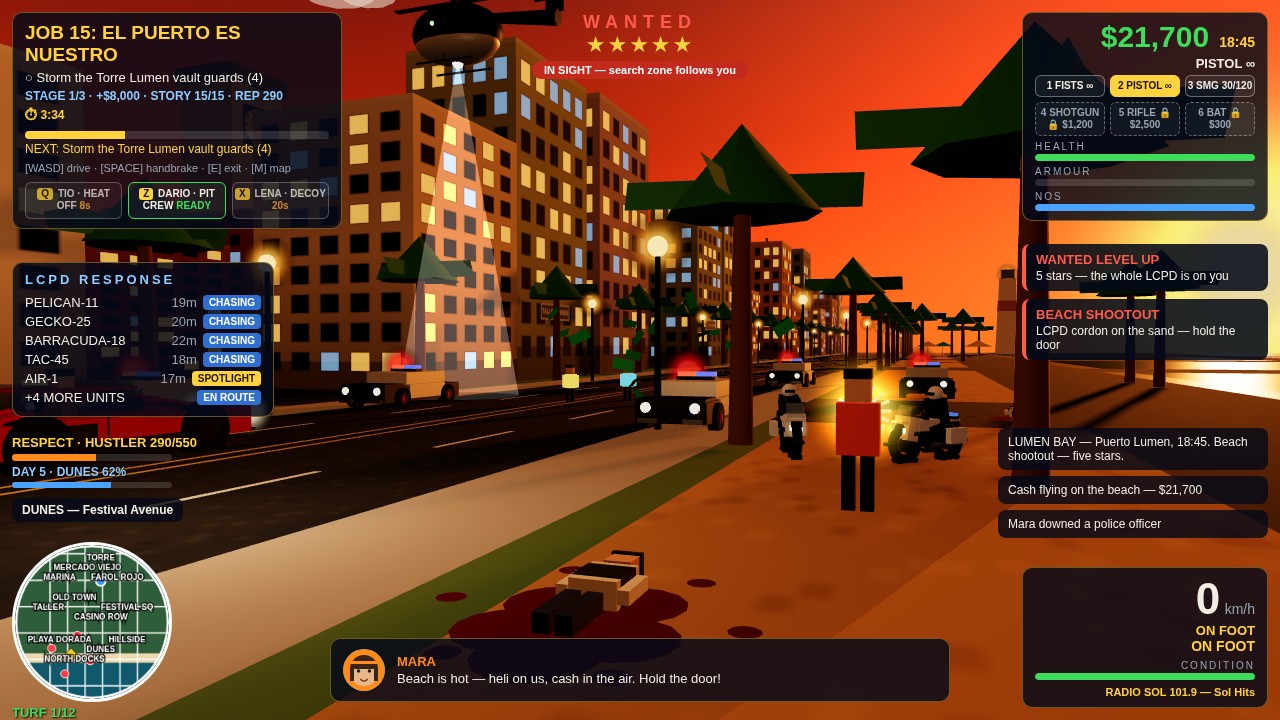 JOB 15: EL PUERTO ES
NUESTRO
○ Storm the Torre Lumen vault guards (4)
STAGE 1/3 · +$8,000 · STORY 15/15 · REP 290
⏱ 3:34
NEXT: Storm the Torre Lumen vault guards (4)
[WASD] drive · [SPACE] handbrake · [E] exit · [M] map
Q TIO · HEAT
OFF 8s
Z DARIO · PIT
CREW READY
X LENA · DECOY
20s
WANTED
★★★★★
IN SIGHT — search zone follows you
$21,700 18:45
PISTOL ∞
1 FISTS ∞
2 PISTOL ∞
3 SMG 30/120
4 SHOTGUN
🔒 $1,200
5 RIFLE 🔒
$2,500
6 BAT 🔒
$300
HEALTH
ARMOUR
NOS
WANTED LEVEL UP
5 stars — the whole LCPD is on you
BEACH SHOOTOUT
LCPD cordon on the sand — hold the
door
LCPD RESPONSE
PELICAN-11 19m CHASING
GECKO-25 20m CHASING
BARRACUDA-18 22m CHASING
TAC-45 18m CHASING
AIR-1 17m SPOTLIGHT
+4 MORE UNITS EN ROUTE
RESPECT · HUSTLER 290/550
DAY 5 · DUNES 62%
DUNES — Festival Avenue
LUMEN BAY — Puerto Lumen, 18:45. Beach
shootout — five stars.
Cash flying on the beach — $21,700
Mara downed a police officer
TORRE
MERCADO VIEJO
MARINA FAROL ROJO
OLD TOWN
TALLER FESTIVAL SQ
CASINO ROW
PLAYA DORADA HILLSIDE
DUNES
NORTH DOCKS
TURF 1/12
MARA
Beach is hot — heli on us, cash in the air. Hold the door!
0 km/h
ON FOOT
ON FOOT
CONDITION
RADIO SOL 101.9 — Sol Hits